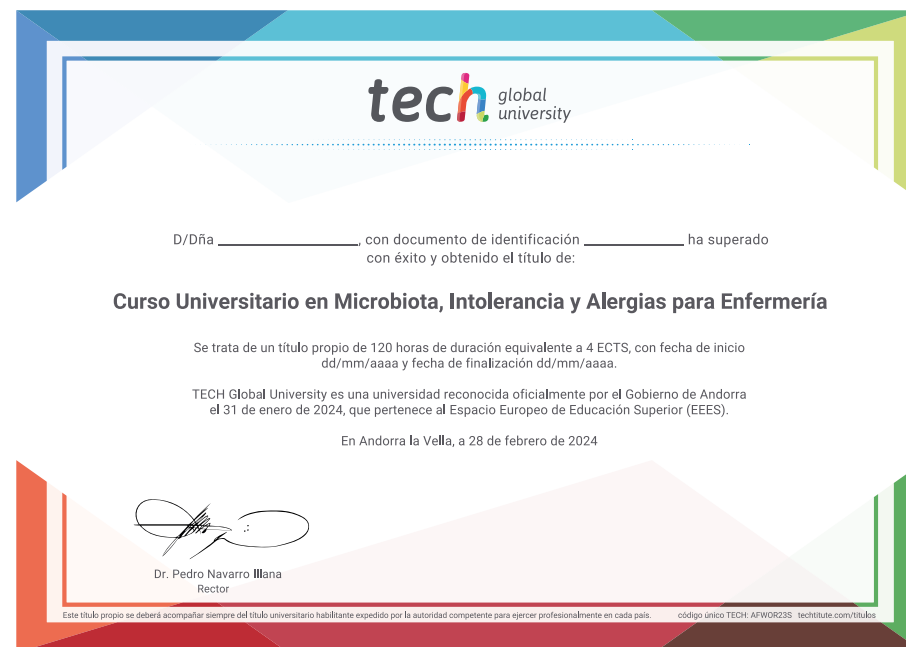 tech global university
D/Dña ____________________, con documento de identificación ______________ ha superado
con éxito y obtenido el título de:
Curso Universitario en Microbiota, Intolerancia y Alergias para Enfermería
Se trata de un título propio de 120 horas de duración equivalente a 4 ECTS, con fecha de inicio
dd/mm/aaaa y fecha de finalización dd/mm/aaaa.
TECH Global University es una universidad reconocida oficialmente por el Gobierno de Andorra
el 31 de enero de 2024, que pertenece al Espacio Europeo de Educación Superior (EEES).
En Andorra la Vella, a 28 de febrero de 2024
Dr. Pedro Navarro Illana
Rector
Este título propio se deberá acompañar siempre del título universitario habilitante expedido por la autoridad competente para ejercer profesionalmente en cada país. código único TECH: AFWOR23S techtitute.com/titulos